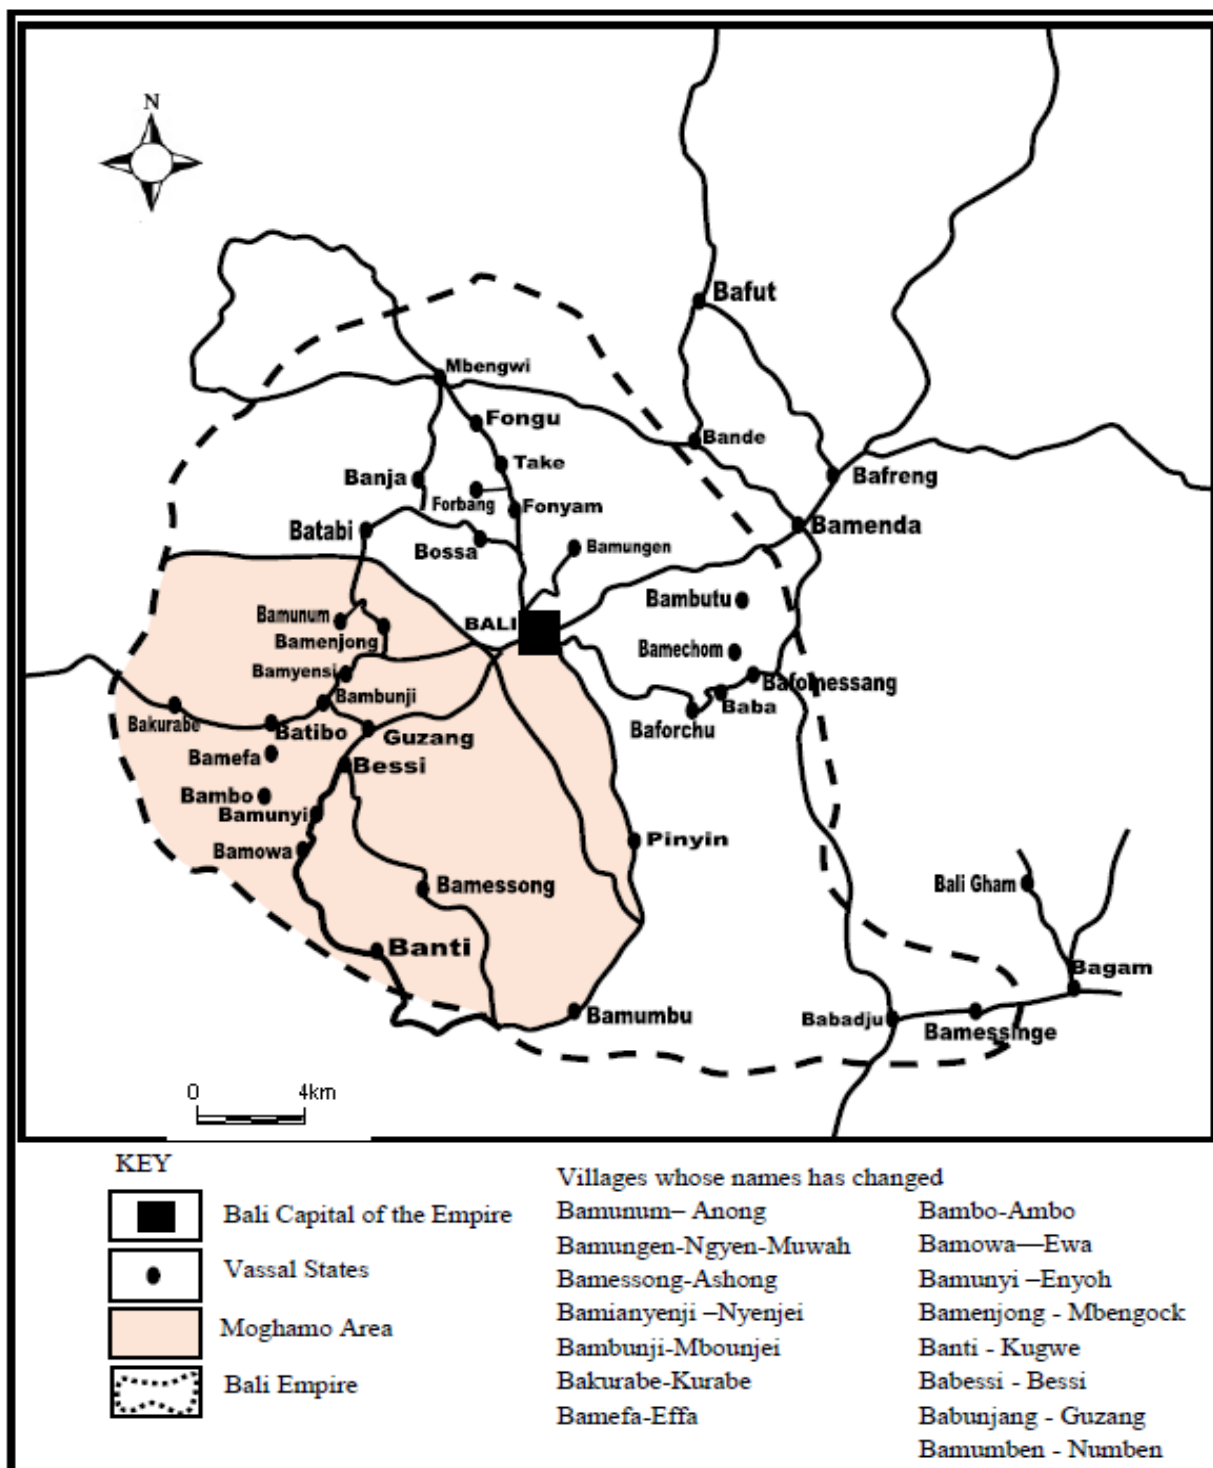 N
Bafut
Mbengwi
Fongu
Bande
Take
Banja
Bafreng
Forbang
Fonyam
Batabi
Bamenda
Bossa
Bamungen
Bambutu
Bamunum
BALI
Bamenjong
Bamechom
Bamyensi
Bafomessang
Bambunji
Baba
Bakurabe
Batibo
Guzang
Baforchu
Bamefa
Bessi
Bambo
Bamunyi
Pinyin
Bamowa
Bamessong
Bali Gham
Banti
Bagam
Bamumbu
Babadju
Bamessinge
0 4km
KEY
Bali Capital of the Empire
Vassal States
Moghamo Area
Bali Empire
Villages whose names has changed
Bamunum– Anong
Bamungen-Ngyen-Muwah
Bamessong-Ashong
Bamianyenji –Nyenjei
Bambunji-Mbounjei
Bakurabe-Kurabe
Bamefa-Effa
Bambo-Ambo
Bamowa—Ewa
Bamunyi –Enyoh
Bamenjong - Mbengock
Banti - Kugwe
Babessi - Bessi
Babunjang - Guzang
Bamumben - Numben